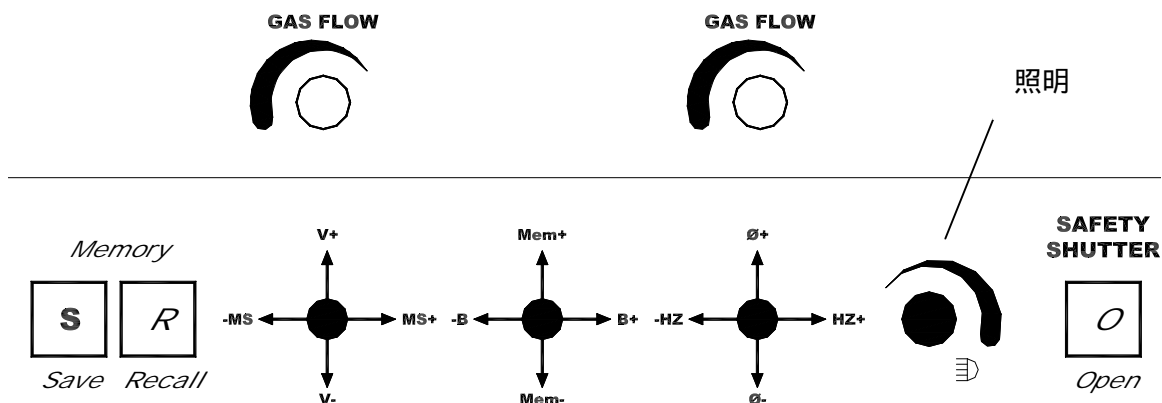 GAS FLOW
GAS FLOW
照明
Memory
S
R
Save
Recall
V+
-MS
MS+
V-
Mem+
-B
B+
Mem-
Ø+
-HZ
HZ+
Ø-
SAFETY
SHUTTER
O
Open